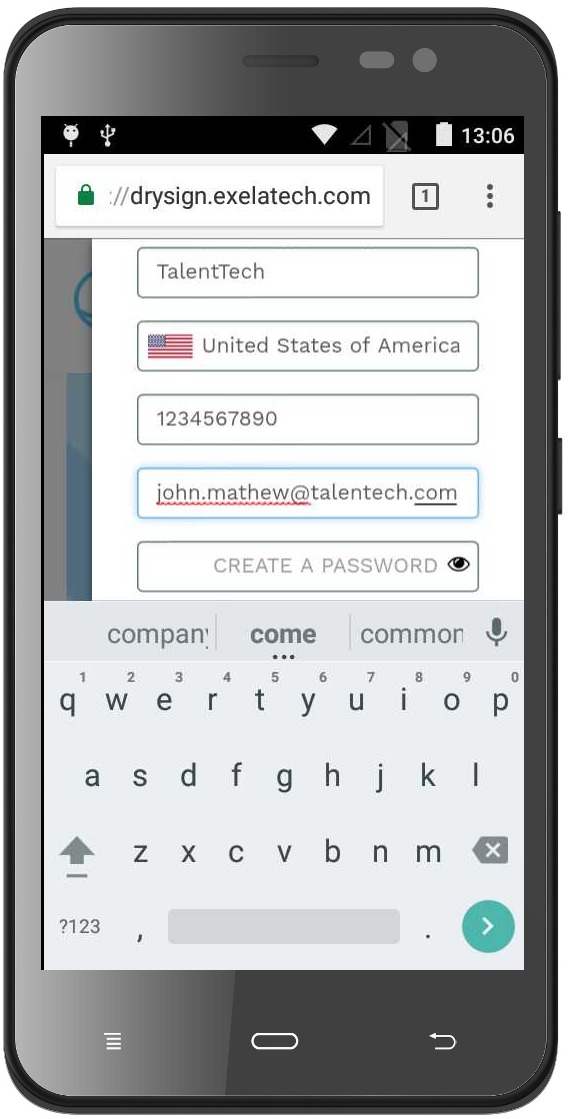 13:06
://drysign.exelatech.com
1
TalentTech
United States of America
1234567890
john.mathew@talentech.com
CREATE A PASSWORD
company come common
1 2 3 4 5 6 7 8 9 0
q w e r t y u i o p
a s d f g h j k l
z x c v b n m
?123 , .